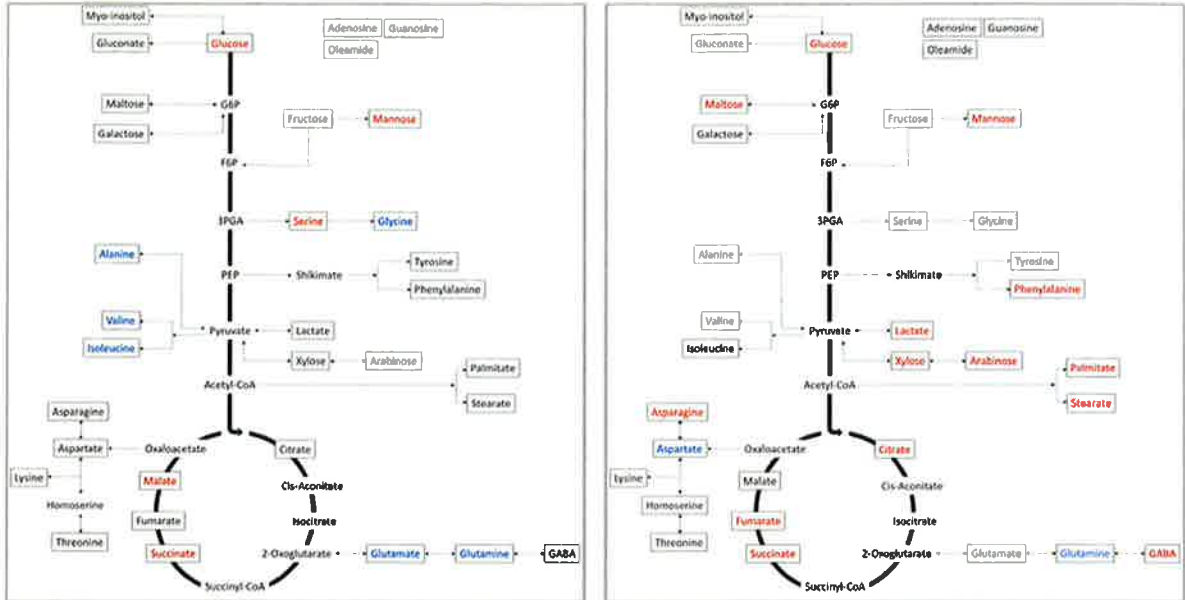 Myo-inositol
Gluconate
Glucose
Adenosine
Guanosine
Oleamide
Maltose
G6P
Galactose
Fructose
Mannose
F6P
3PGA
Serine
Glycine
Alanine
PEP
Shikimate
Tyrosine
Phenylalanine
Valine
Isoleucine
Pyruvate
Lactate
Xylose
Arabinose
Acetyl-CoA
Palmitate
Stearate
Asparagine
Aspartate
Oxaloacetate
Citrate
Lysine
Malate
Cis-Aconitate
Homoserine
Fumarate
Isocitrate
Threonine
Succinate
2-Oxoglutarate
Glutamate
Glutamine
GABA
Succinyl-CoA
Myo-inositol
Gluconate
Glucose
Adenosine
Guanosine
Oleamide
Maltose
G6P
Galactose
Fructose
Mannose
F6P
3PGA
Serine
Glycine
Alanine
PEP
Shikimate
Tyrosine
Phenylalanine
Valine
Isoleucine
Pyruvate
Lactate
Xylose
Arabinose
Acetyl-CoA
Palmitate
Stearate
Asparagine
Aspartate
Oxaloacetate
Citrate
Lysine
Malate
Cis-Aconitate
Homoserine
Fumarate
Isocitrate
Threonine
Succinate
2-Oxoglutarate
Glutamate
Glutamine
GABA
Succinyl-CoA